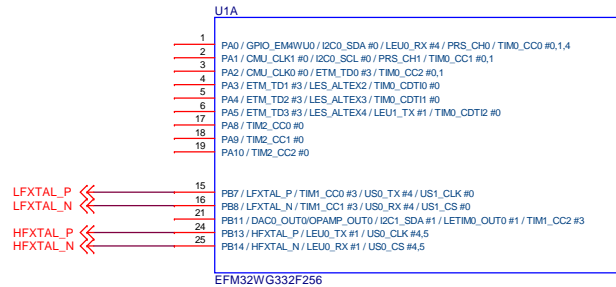 U1A
1 PA0 / GPIO_EM4WU0 / I2C0_SDA #0 / LEU0_RX #4 / PRS_CH0 / TIM0_CC0 #0,1,4
2 PA1 / CMU_CLK1 #0 / I2C0_SCL #0 / PRS_CH1 / TIM0_CC1 #0,1
3 PA2 / CMU_CLK0 #0 / ETM_TD0 #3 / TIM0_CC2 #0,1
4 PA3 / ETM_TD1 #3 / LES_ALTEX2 / TIM0_CDTI0 #0
5 PA4 / ETM_TD2 #3 / LES_ALTEX3 / TIM0_CDTI1 #0
6 PA5 / ETM_TD3 #3 / LES_ALTEX4 / LEU1_TX #1 / TIM0_CDTI2 #0
17 PA8 / TIM2_CC0 #0
18 PA9 / TIM2_CC1 #0
19 PA10 / TIM2_CC2 #0
LFXTAL_P 15 PB7 / LFXTAL_P / TIM1_CC0 #3 / US0_TX #4 / US1_CLK #0
LFXTAL_N 16 PB8 / LFXTAL_N / TIM1_CC1 #3 / US0_RX #4 / US1_CS #0
21 PB11 / DAC0_OUT0/OPAMP_OUT0 / I2C1_SDA #1 / LETIM0_OUT0 #1 / TIM1_CC2 #3
HFXTAL_P 24 PB13 / HFXTAL_P / LEU0_TX #1 / US0_CLK #4,5
HFXTAL_N 25 PB14 / HFXTAL_N / LEU0_RX #1 / US0_CS #4,5
EFM32WG332F256